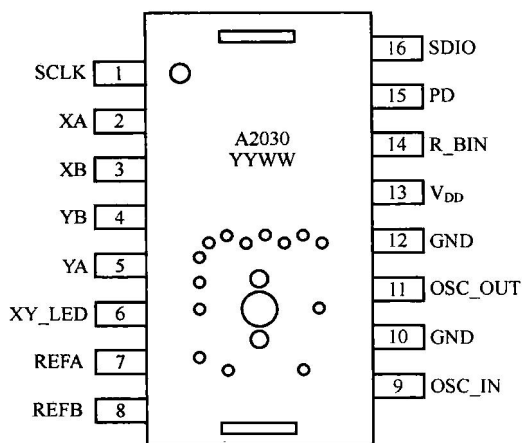 SCLK 1
XA 2
XB 3
YB 4
YA 5
XY_LED 6
REFA 7
REFB 8
A2030
YYWW
16 SDIO
15 PD
14 R_BIN
13 VDD
12 GND
11 OSC_OUT
10 GND
9 OSC_IN